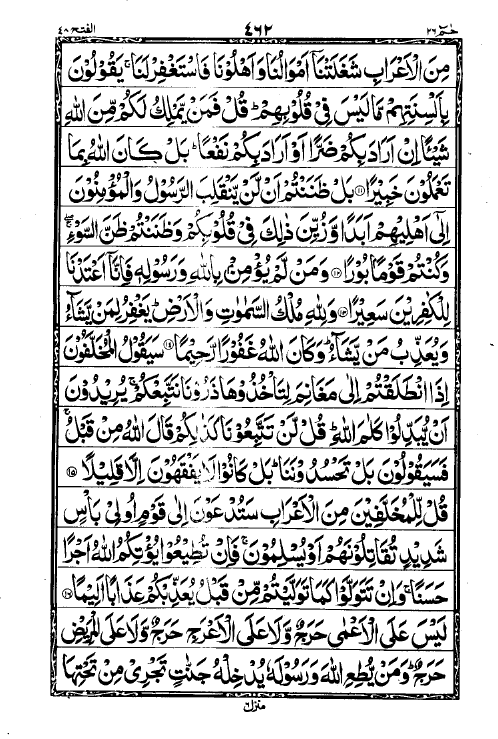 حٰمٓ ٢٦ ٤٦٢ الفتح ٤٨
مِنَ الْاَعْرَابِ شَغَلَتْنَاۤ اَمْوَالُنَا وَاَهْلُوْنَا فَاسْتَغْفِرْ لَنَا ۚ يَقُوْلُوْنَ
بِاَلْسِنَتِهِمْ مَّا لَيْسَ فِيْ قُلُوْبِهِمْ ؕ قُلْ فَمَنْ يَّمْلِكُ لَكُمْ مِّنَ اللّٰهِ
شَيْـًٔا اِنْ اَرَادَ بِكُمْ ضَرًّا اَوْ اَرَادَ بِكُمْ نَفْعًا ؕ بَلْ كَانَ اللّٰهُ بِمَا
تَعْمَلُوْنَ خَبِيْرًا ۝١١ بَلْ ظَنَنْتُمْ اَنْ لَّنْ يَّنْقَلِبَ الرَّسُوْلُ وَالْمُؤْمِنُوْنَ
اِلٰۤى اَهْلِيْهِمْ اَبَدًا وَّزُيِّنَ ذٰلِكَ فِيْ قُلُوْبِكُمْ وَظَنَنْتُمْ ظَنَّ السَّوْءِ ۚۖ
وَكُنْتُمْ قَوْمًۢا بُوْرًا ۝١٢ وَمَنْ لَّمْ يُؤْمِنْۢ بِاللّٰهِ وَرَسُوْلِهٖ فَاِنَّاۤ اَعْتَدْنَا
لِلْكٰفِرِيْنَ سَعِيْرًا ۝١٣ وَلِلّٰهِ مُلْكُ السَّمٰوٰتِ وَالْاَرْضِ ؕ يَغْفِرُ لِمَنْ يَّشَآءُ
وَيُعَذِّبُ مَنْ يَّشَآءُ ؕ وَكَانَ اللّٰهُ غَفُوْرًا رَّحِيْمًا ۝١٤ سَيَقُوْلُ الْمُخَلَّفُوْنَ
اِذَا انْطَلَقْتُمْ اِلٰى مَغَانِمَ لِتَاْخُذُوْهَا ذَرُوْنَا نَتَّبِعْكُمْ ۚ يُرِيْدُوْنَ
اَنْ يُّبَدِّلُوْا كَلٰمَ اللّٰهِ ؕ قُلْ لَّنْ تَتَّبِعُوْنَا كَذٰلِكُمْ قَالَ اللّٰهُ مِنْ قَبْلُ ۚ
فَسَيَقُوْلُوْنَ بَلْ تَحْسُدُوْنَنَا ؕ بَلْ كَانُوْا لَا يَفْقَهُوْنَ اِلَّا قَلِيْلًا ۝١٥
قُلْ لِّلْمُخَلَّفِيْنَ مِنَ الْاَعْرَابِ سَتُدْعَوْنَ اِلٰى قَوْمٍ اُولِيْ بَاْسٍ
شَدِيْدٍ تُقَاتِلُوْنَهُمْ اَوْ يُسْلِمُوْنَ ۚ فَاِنْ تُطِيْعُوْا يُؤْتِكُمُ اللّٰهُ اَجْرًا
حَسَنًا ۚ وَاِنْ تَتَوَلَّوْا كَمَا تَوَلَّيْتُمْ مِّنْ قَبْلُ يُعَذِّبْكُمْ عَذَابًا اَلِيْمًا ۝١٦
لَيْسَ عَلَى الْاَعْمٰى حَرَجٌ وَّلَا عَلَى الْاَعْرَجِ حَرَجٌ وَّلَا عَلَى الْمَرِيْضِ
حَرَجٌ ؕ وَمَنْ يُّطِعِ اللّٰهَ وَرَسُوْلَهٗ يُدْخِلْهُ جَنّٰتٍ تَجْرِيْ مِنْ تَحْتِهَا
منزل ٦